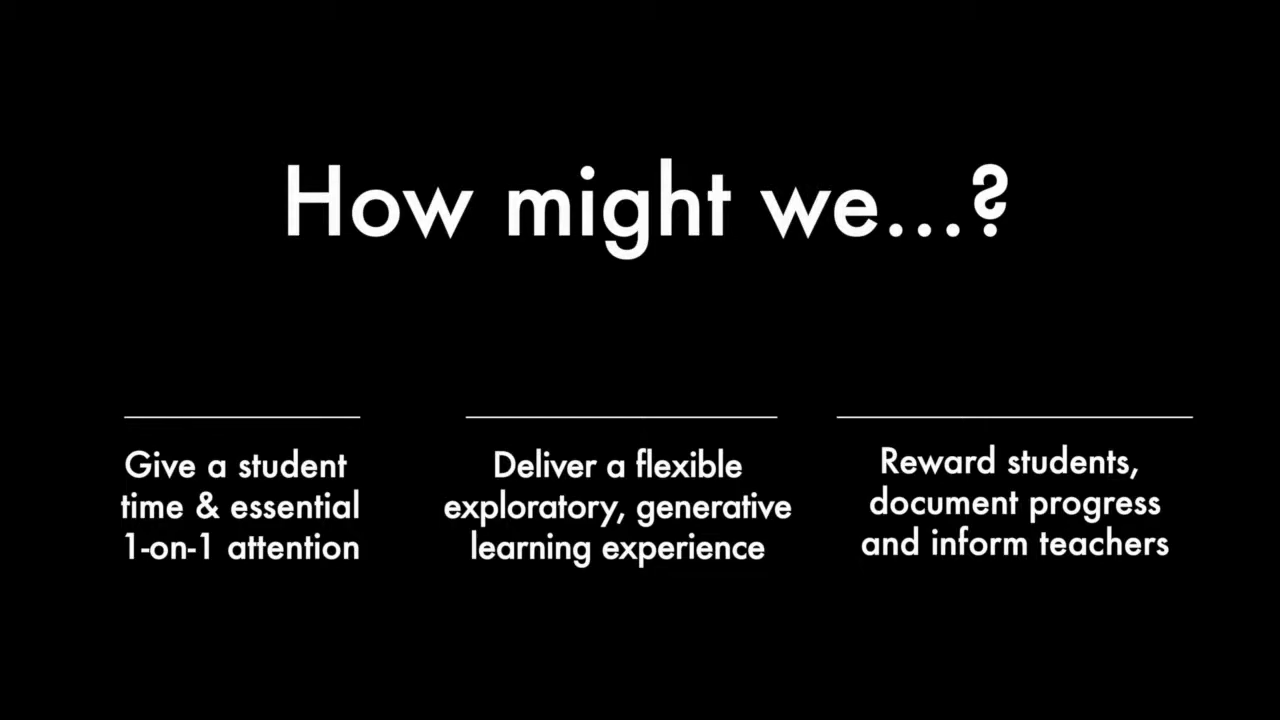 How might we...?
Give a student
time & essential
1-on-1 attention
Deliver a flexible
exploratory, generative
learning experience
Reward students,
document progress
and inform teachers